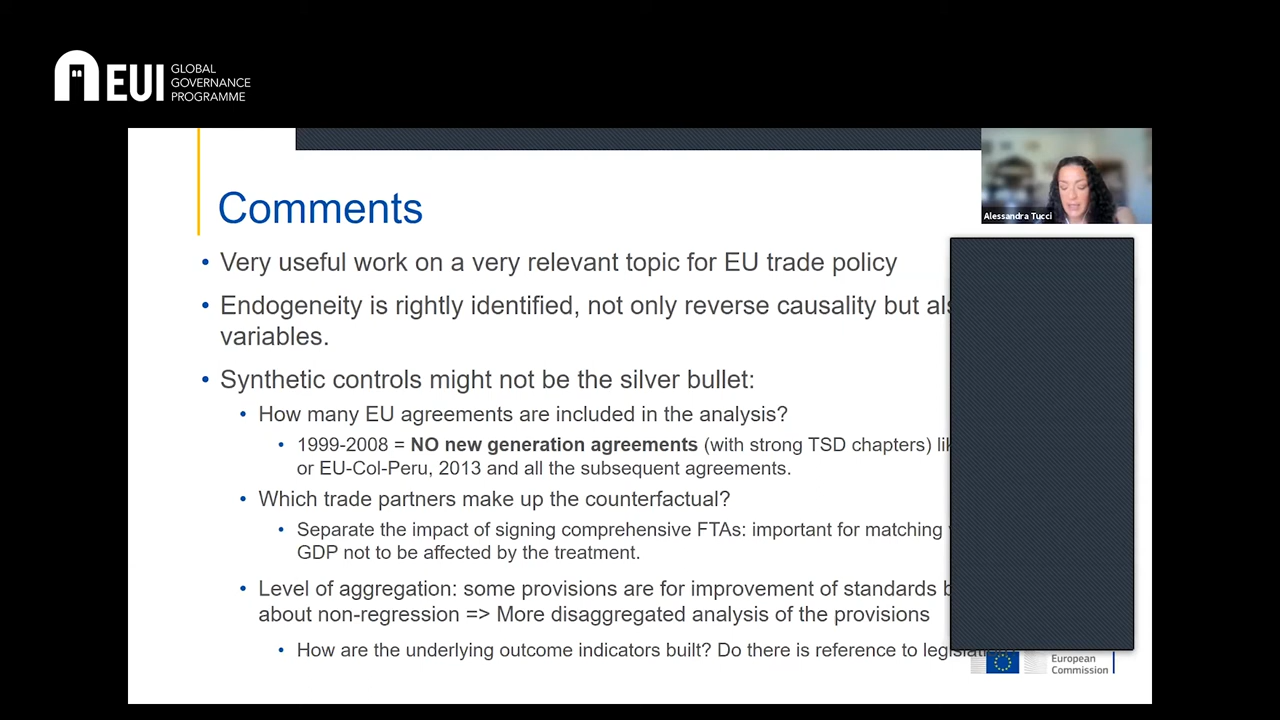 EUI
GLOBAL
GOVERNANCE
PROGRAMME
Alessandra Tucci
Comments
• Very useful work on a very relevant topic for EU trade policy
• Endogeneity is rightly identified, not only reverse causality but
variables.
• Synthetic controls might not be the silver bullet:
• How many EU agreements are included in the analysis?
• 1999-2008 = NO new generation agreements (with strong TSD chapters)
or EU-Col-Peru, 2013 and all the subsequent agreements.
• Which trade partners make up the counterfactual?
• Separate the impact of signing comprehensive FTAs: important for matching
GDP not to be affected by the treatment.
• Level of aggregation: some provisions are for improvement of standards
about non-regression => More disaggregated analysis of the provisions
• How are the underlying outcome indicators built? Do there is reference to
European
Commission